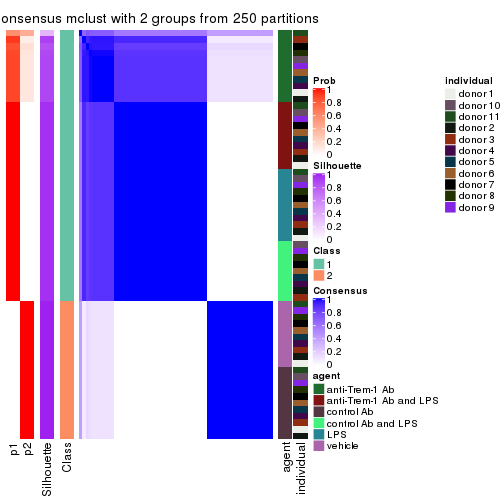 onsensus mclust with 2 groups from 250 partitions
Prob
1
0.8
0.6
0.4
0.2
0
Silhouette
1
0.8
0.6
0.4
0.2
0
Class
1
2
Consensus
1
0.8
0.6
0.4
0.2
0
agent
anti-Trem-1 Ab
anti-Trem-1 Ab and LPS
control Ab
control Ab and LPS
LPS
vehicle
individual
donor 1
donor 10
donor 11
donor 2
donor 3
donor 4
donor 5
donor 6
donor 7
donor 8
donor 9
p1
p2
Silhouette
Class
agent
individual